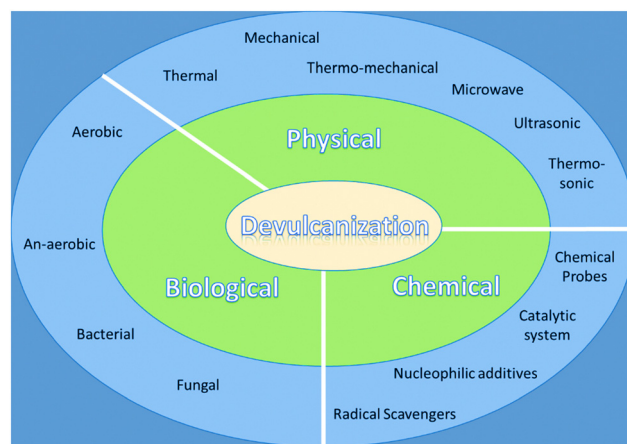 Mechanical
Thermal
Thermo-mechanical
Microwave
Ultrasonic
Thermo-
sonic
Physical
Aerobic
An-aerobic
Devulcanization
Biological
Chemical
Chemical
Probes
Catalytic
system
Bacterial
Fungal
Nucleophilic additives
Radical Scavengers